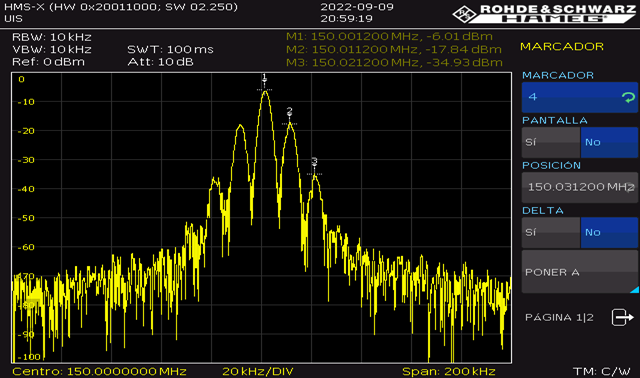 HMS-X (HW 0x20011000; SW 02.250)
UIS
2022-09-09
20:59:19
ROHDE&SCHWARZ
HAMEG
RBW: 10 kHz
VBW: 10 kHz
Ref: 0 dBm
SWT: 100 ms
Att: 10 dB
M1: 150.001200 MHz, -6.01 dBm
M2: 150.011200 MHz, -17.84 dBm
M3: 150.021200 MHz, -34.93 dBm
0
-10
-20
-30
-40
-50
-60
-70
-80
-90
-100
1
2
3
Centro: 150.0000000 MHz
20 kHz/DIV
Span: 200 kHz
MARCADOR
MARCADOR
4
PANTALLA
Sí
No
POSICIÓN
150.031200 MHz
DELTA
Sí
No
PONER A
PÁGINA 1|2
TM: C/W